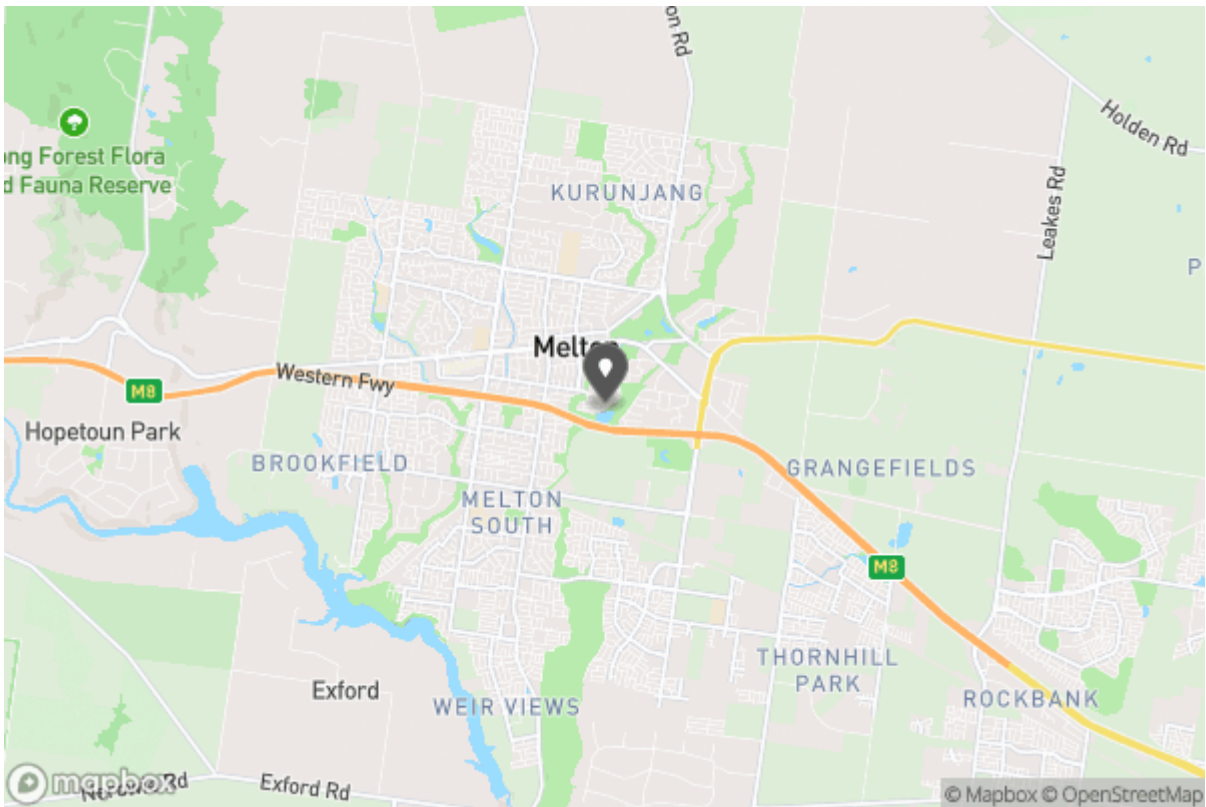 on Rd
Holden Rd
ong Forest Flora
d Fauna Reserve
KURUNJANG
Leakes Rd
P
Melton
Western Fwy
M8
Hopetoun Park
BROOKFIELD
GRANGEFIELDS
MELTON
SOUTH
M8
THORNHILL
PARK
Exford
WEIR VIEWS
ROCKBANK
mapbox
Exford Rd
© Mapbox © OpenStreetMap